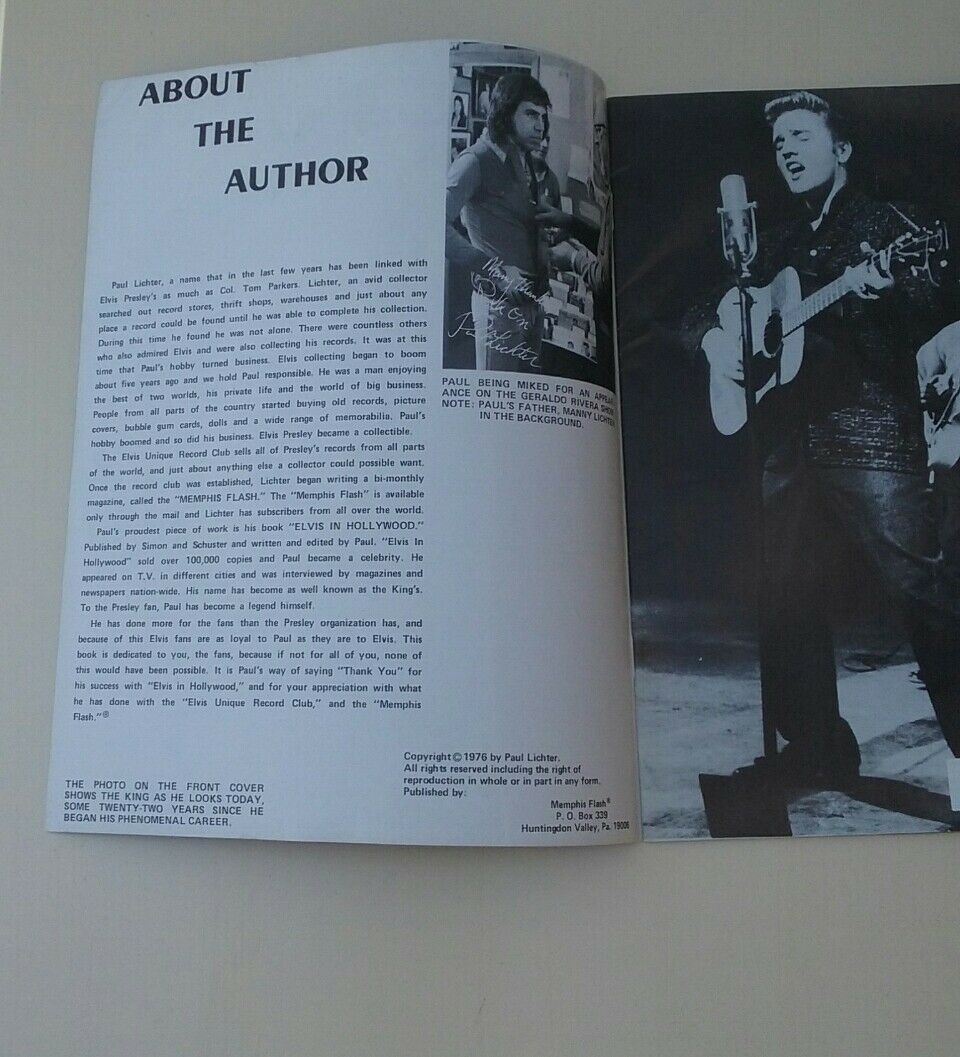 ABOUT
THE
AUTHOR
Paul Lichter, a name that in the last few years has been linked with
Elvis Presley's as much as Col. Tom Parkers. Lichter, an avid collector
searched out record stores, thrift shops, warehouses and just about any
place a record could be found until he was able to complete his collection.
During this time he found he was not alone. There were countless others
who also admired Elvis and were also collecting his records. It was at this
time that Paul's hobby turned business. Elvis collecting began to boom
about five years ago and we hold Paul responsible. He was a man enjoying
the best of two worlds, his private life and the world of big business.
People from all parts of the country started buying old records, picture
covers, bubble gum cards, dolls and a wide range of memorabilia. Paul's
hobby boomed and so did his business. Elvis Presley became a collectible.
The Elvis Unique Record Club sells all of Presley's records from all parts
of the world, and just about anything else a collector could possible want.
Once the record club was established, Lichter began writing a bi-monthly
magazine, called the "MEMPHIS FLASH." The "Memphis Flash" is available
only through the mail and Lichter has subscribers from all over the world.
Paul's proudest piece of work is his book "ELVIS IN HOLLYWOOD."
Published by Simon and Schuster and written and edited by Paul. "Elvis In
Hollywood" sold over 100,000 copies and Paul became a celebrity. He
appeared on T.V. in different cities and was interviewed by magazines and
newspapers nation-wide. His name has become as well known as the King's.
To the Presley fan, Paul has become a legend himself.
He has done more for the fans than the Presley organization has, and
because of this Elvis fans are as loyal to Paul as they are to Elvis. This
book is dedicated to you, the fans, because if not for all of you, none of
this would have been possible. It is Paul's way of saying "Thank You" for
his success with "Elvis in Hollywood," and for your appreciation with what
he has done with the "Elvis Unique Record Club," and the "Memphis
Flash."®
THE PHOTO ON THE FRONT COVER
SHOWS THE KING AS HE LOOKS TODAY,
SOME TWENTY-TWO YEARS SINCE HE
BEGAN HIS PHENOMENAL CAREER.
Many thanks
Paul Lichter
PAUL BEING MIKED FOR AN APPEAR
ANCE ON THE GERALDO RIVERA SHOW
NOTE: PAUL'S FATHER, MANNY LICHTER
IN THE BACKGROUND.
Copyright © 1976 by Paul Lichter.
All rights reserved including the right of
reproduction in whole or in part in any form.
Published by:
Memphis Flash®
P. O. Box 339
Huntingdon Valley, Pa. 19006